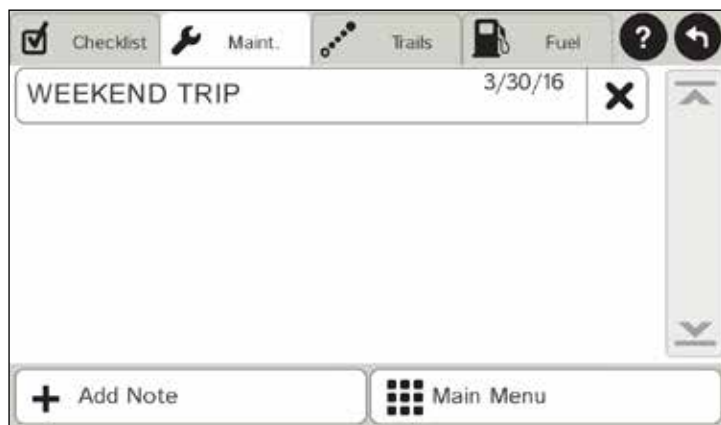 Checklist Maint. Trails Fuel ?
WEEKEND TRIP 3/30/16
Add Note Main Menu